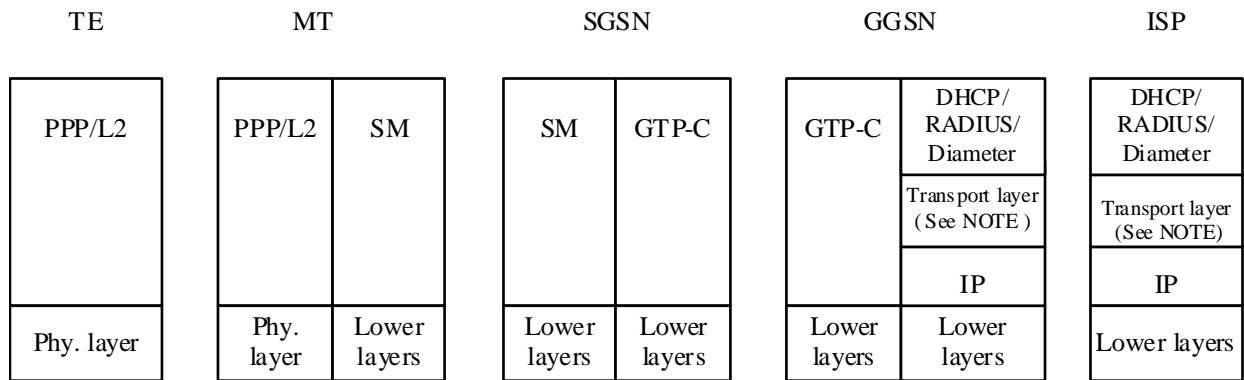 TE
MT
SGSN
GGSN
ISP
PPP/L2
PPP/L2
SM
SM
GTP-C
GTP-C
DHCP/
RADIUS/
Diameter
DHCP/
RADIUS/
Diameter
Transport layer
( See NOTE )
Transport layer
(See NOTE)
IP
IP
Phy. layer
Phy.
layer
Lower
layers
Lower
layers
Lower
layers
Lower
layers
Lower
layers
Lower layers